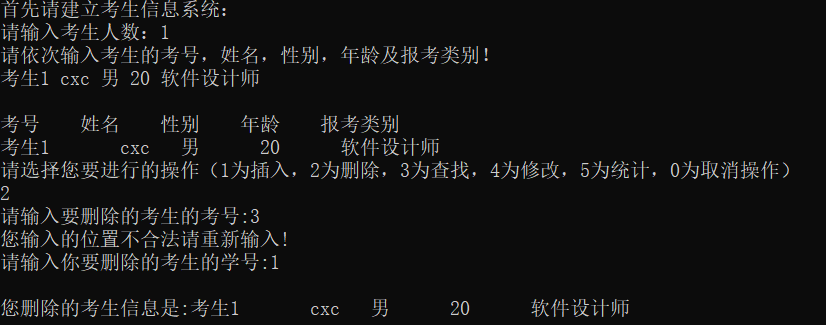 首先请建立考生信息系统：
请输入考生人数：1
请依次输入考生的考号，姓名，性别，年龄及报考类别！
考生1 cxc 男 20 软件设计师
考号 姓名 性别 年龄 报考类别
考生1 cxc 男 20 软件设计师
请选择您要进行的操作（1为插入，2为删除，3为查找，4为修改，5为统计，0为取消操作）
2
请输入要删除的考生的考号:3
您输入的位置不合法请重新输入!
请输入你要删除的考生的学号:1
您删除的考生信息是:考生1 cxc 男 20 软件设计师